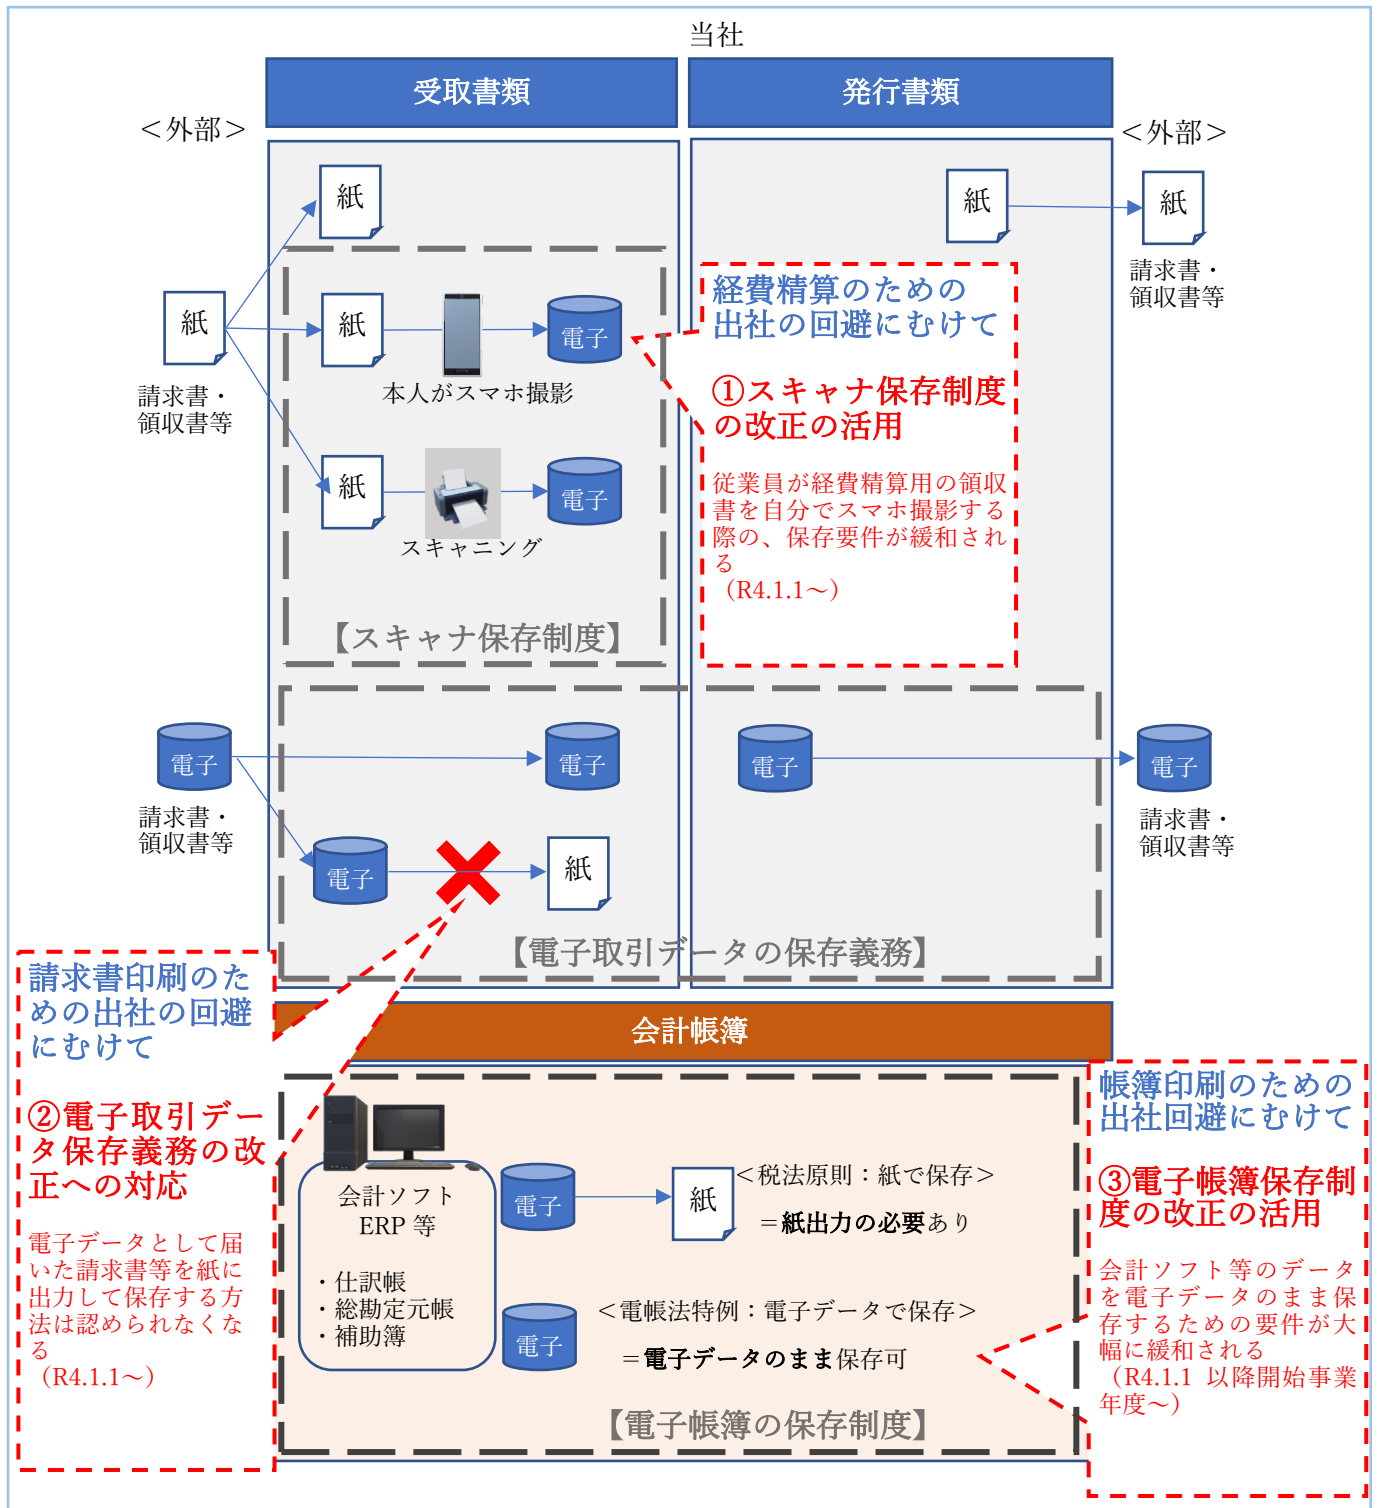 当社
受取書類
発行書類
＜外部＞
＜外部＞
紙
紙
紙
請求書・
領収書等
紙
請求書・
領収書等
紙
電子
本人がスマホ撮影
紙
電子
スキャニング
【スキャナ保存制度】
経費精算のための
出社の回避にむけて
①スキャナ保存制度
の改正の活用
従業員が経費精算用の領収
書を自分でスマホ撮影する
際の、保存要件が緩和され
る
（R4.1.1～）
電子
請求書・
領収書等
電子
電子
電子
請求書・
領収書等
電子
紙
【電子取引データの保存義務】
請求書印刷のた
めの出社の回避
にむけて
②電子取引デー
タ保存義務の改
正への対応
電子データとして届
いた請求書等を紙に
出力して保存する方
法は認められなくな
る
（R4.1.1～）
会計帳簿
会計ソフト
ERP 等
・仕訳帳
・総勘定元帳
・補助簿
電子
紙
＜税法原則：紙で保存＞
＝紙出力の必要あり
電子
＜電帳法特例：電子データで保存＞
＝電子データのまま保存可
【電子帳簿の保存制度】
帳簿印刷のための
出社回避にむけて
③電子帳簿保存制
度の改正の活用
会計ソフト等のデータ
を電子データのまま保
存するための要件が大
幅に緩和される
（R4.1.1 以降開始事業
年度～）